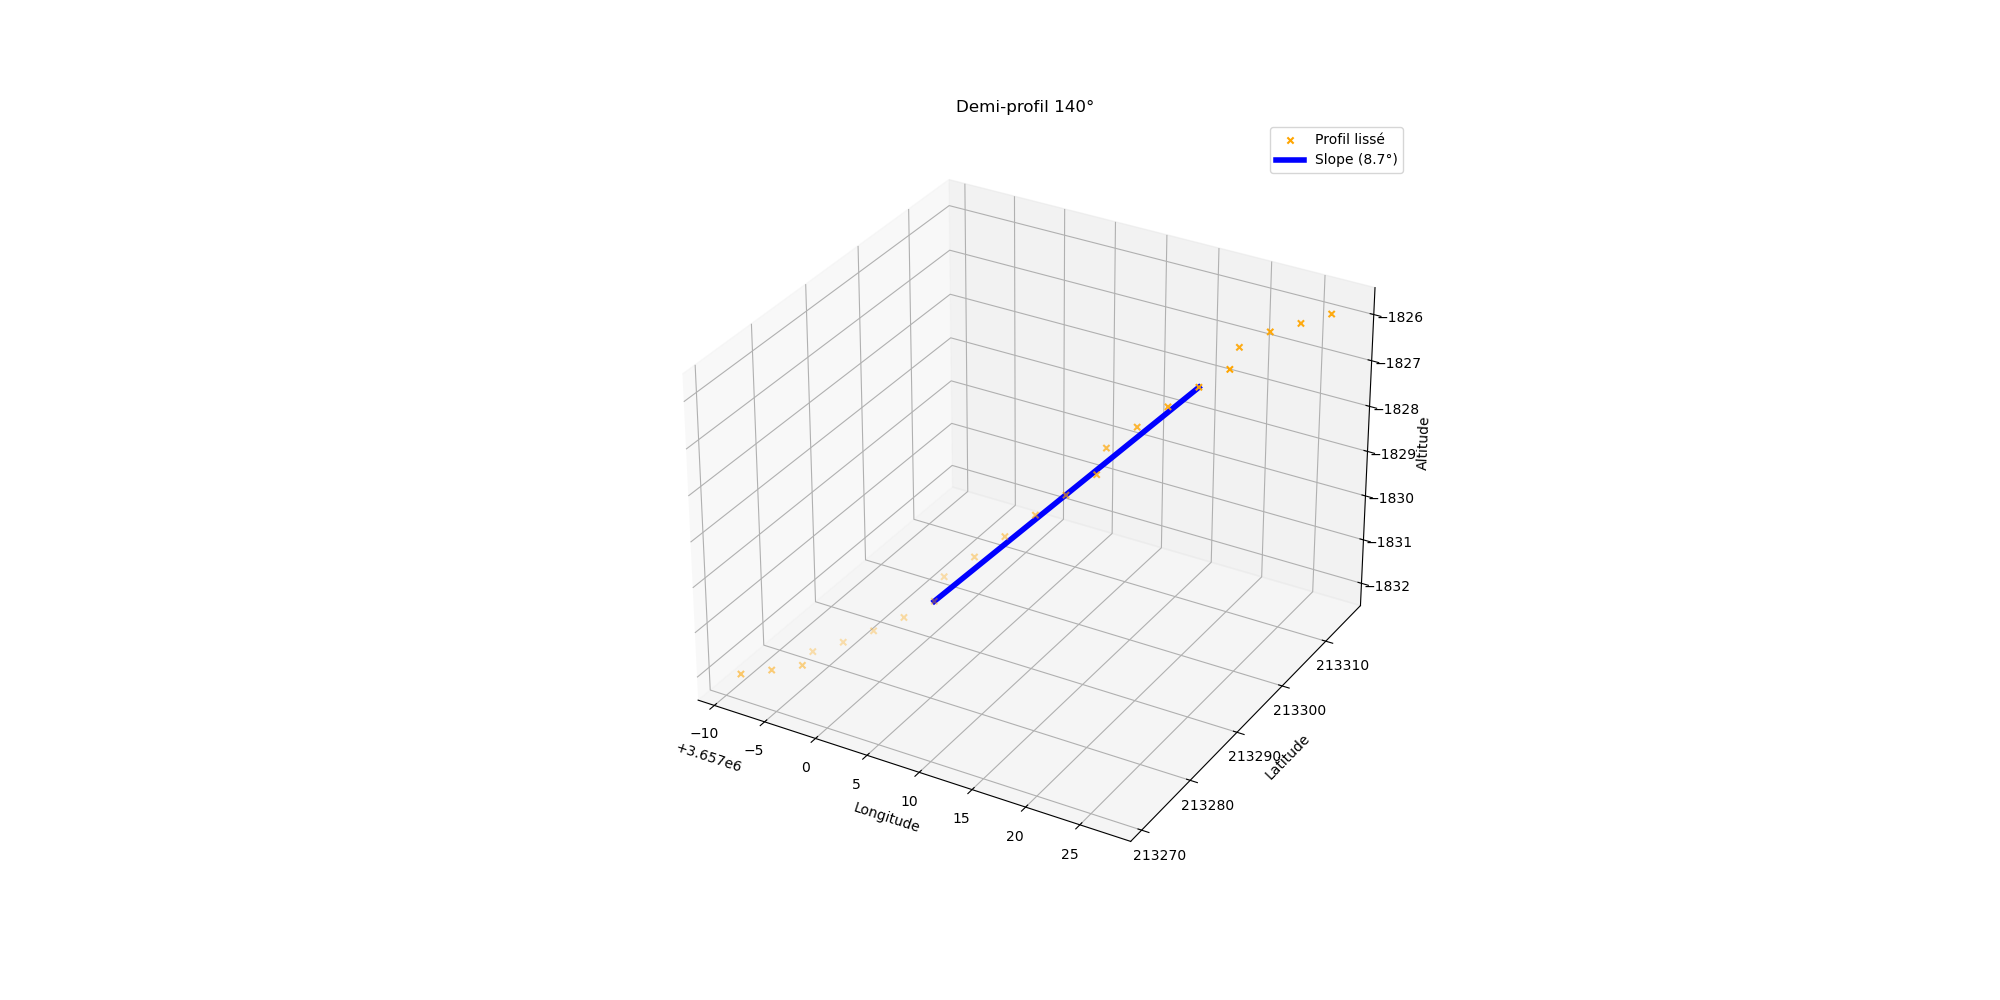 Demi-profil 140°
Profil lissé
Slope (8.7°)
−1826
−1827
−1828
−1829
−1830
−1831
−1832
Altitude
213310
213300
213290
213280
213270
Latitude
−10
−5
0
5
10
15
20
25
+3.657e6
Longitude